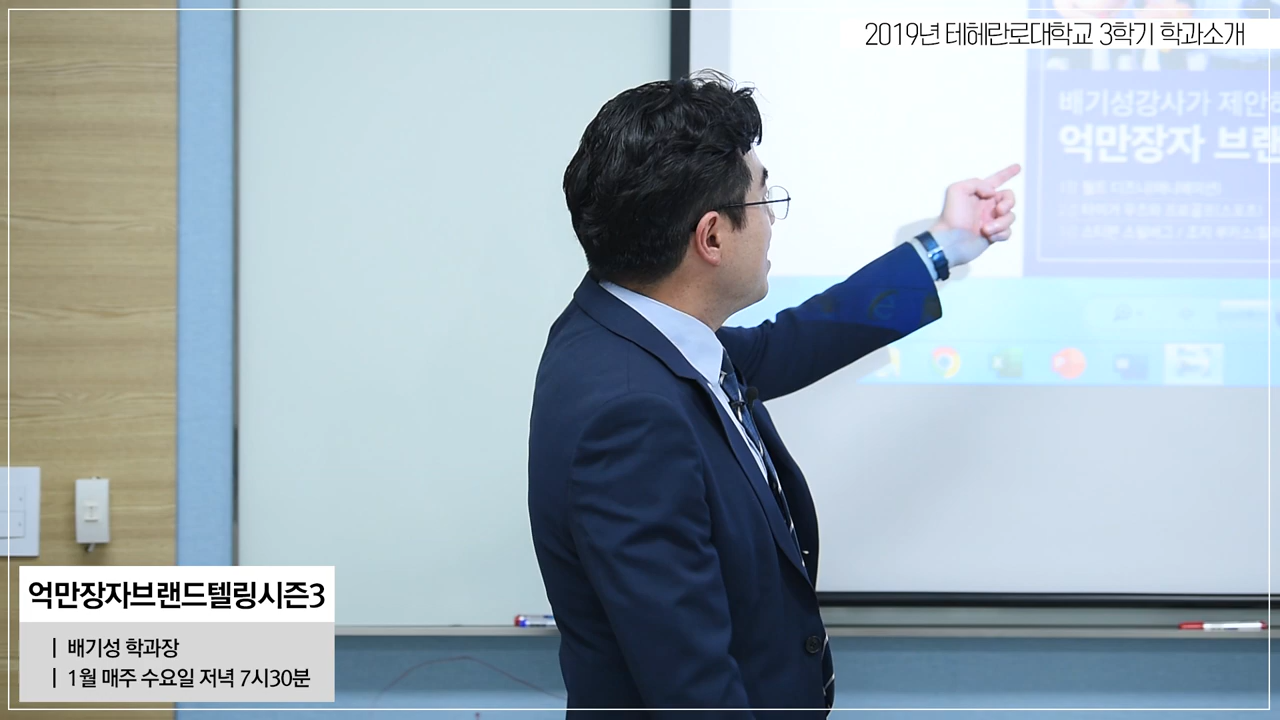 2019년 테헤란로대학교 3학기 학과소개
배기성강사가 제안하
억만장자 브랜
억만장자브랜드텔링시즌3
| 배기성 학과장
| 1월 매주 수요일 저녁 7시30분